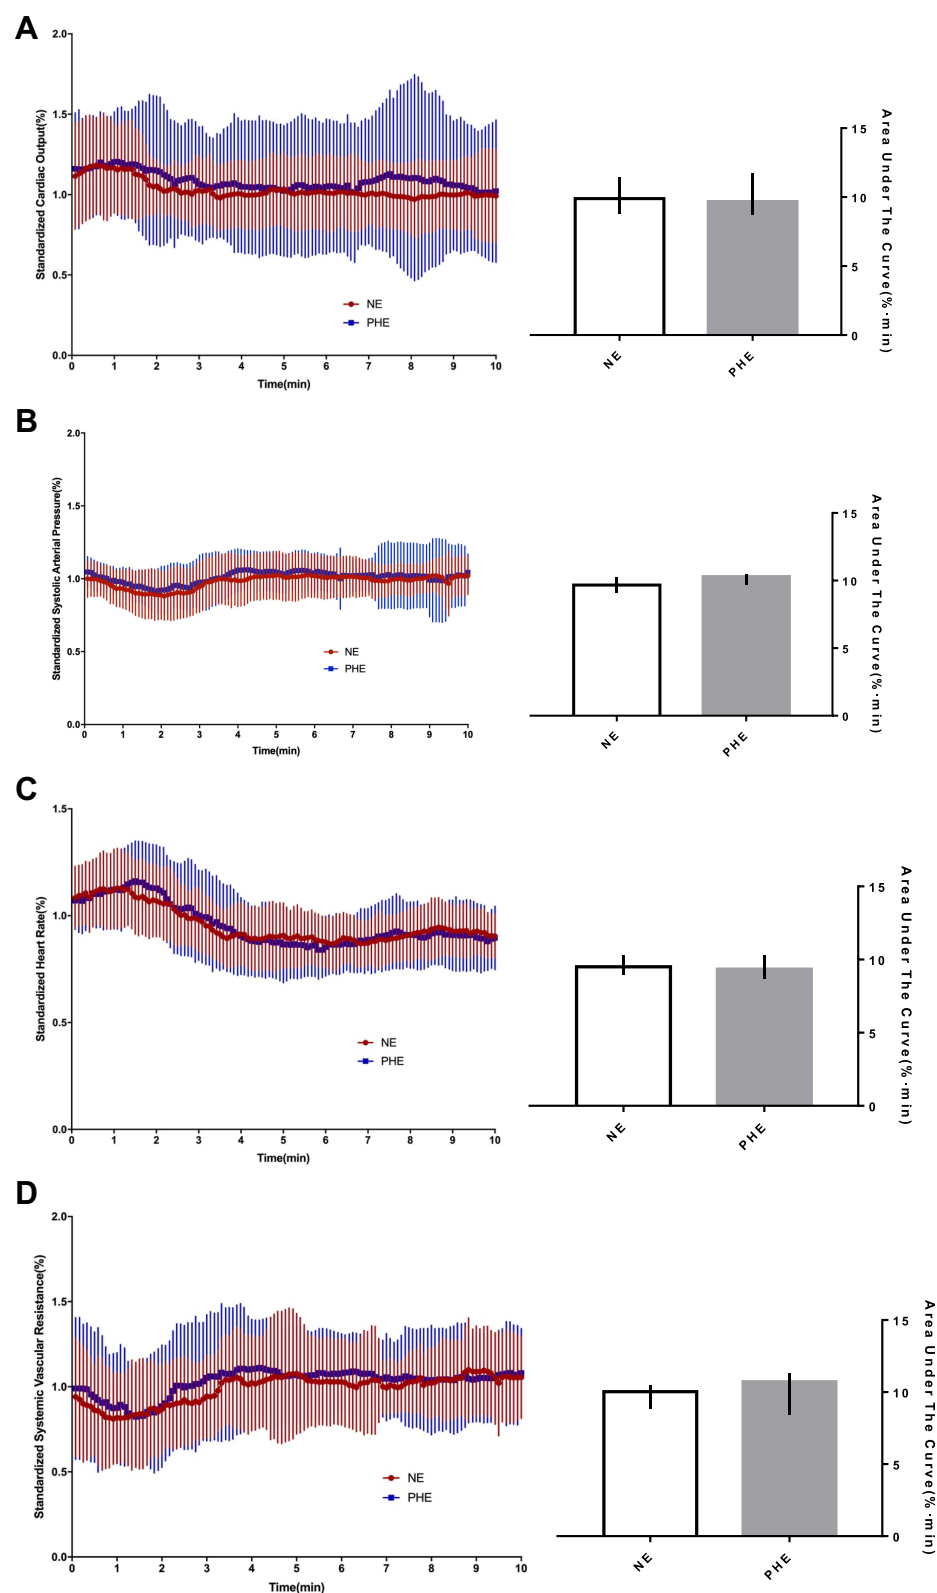 A
Standardized Cardiac Output(%)
2.0
1.5
1.0
0.5
0.0
0 1 2 3 4 5 6 7 8 9 10
Time(min)
NE
PHE
15
10
5
0
Area Under The Curve(%·min)
NE PHE
B
Standardized Systolic Arterial Pressure(%)
2.0
1.5
1.0
0.5
0.0
0 1 2 3 4 5 6 7 8 9 10
Time(min)
NE
PHE
15
10
5
0
Area Under The Curve(%·min)
NE PHE
C
Standardized Heart Rate(%)
1.5
1.0
0.5
0.0
0 1 2 3 4 5 6 7 8 9 10
Time(min)
NE
PHE
15
10
5
0
Area Under The Curve(%·min)
NE PHE
D
Standardized Systemic Vascular Resistance(%)
2.0
1.5
1.0
0.5
0.0
0 1 2 3 4 5 6 7 8 9 10
Time(min)
NE
PHE
15
10
5
0
Area Under The Curve(%·min)
NE PHE